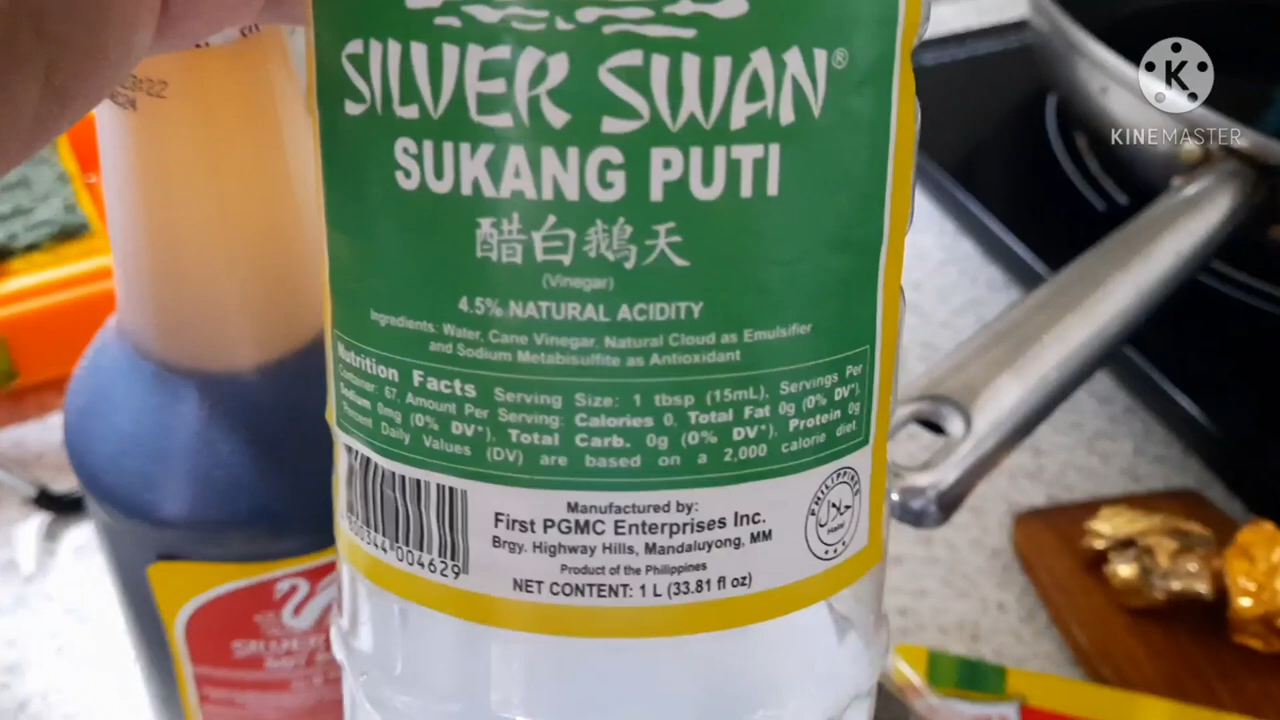 SILVER SWAN®
SUKANG PUTI
醋白鵝天
(Vinegar)
4.5% NATURAL ACIDITY
Ingredients: Water, Cane Vinegar, Natural Cloud as Emulsifier
and Sodium Metabisulfite as Antioxidant
Nutrition Facts Serving Size: 1 tbsp (15mL), Servings Per
Container: 67, Amount Per Serving: Calories 0, Total Fat 0g (0% DV*),
Sodium 0mg (0% DV*), Total Carb. 0g (0% DV*), Protein 0g
Percent Daily Values (DV) are based on a 2,000 calorie diet.
004629
Manufactured by:
First PGMC Enterprises Inc.
Brgy. Highway Hills, Mandaluyong, MM
Product of the Philippines
NET CONTENT: 1 L (33.81 fl oz)
PHILIPPINES
حلال
Halal
SILVER
K
KINEMASTER